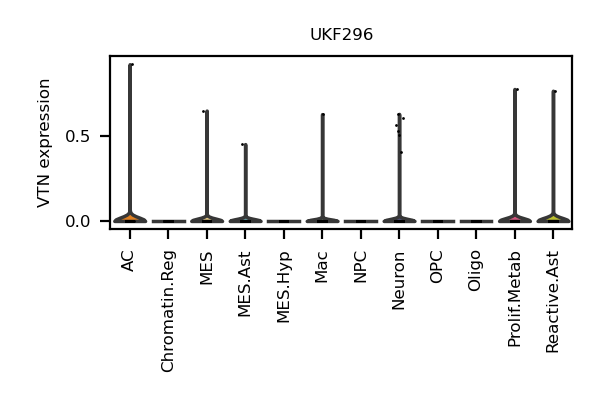 UKF296
VTN expression
0.5
0.0
AC
Chromatin.Reg
MES
MES.Ast
MES.Hyp
Mac
NPC
Neuron
OPC
Oligo
Prolif.Metab
Reactive.Ast